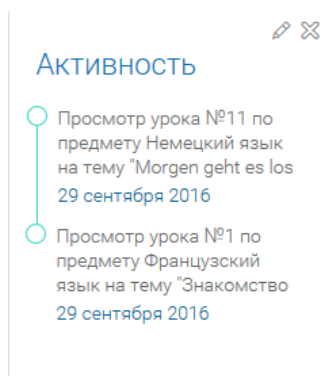 Активность
Просмотр урока №11 по
предмету Немецкий язык
на тему "Morgen geht es los
29 сентября 2016
Просмотр урока №1 по
предмету Французский
язык на тему "Знакомство
29 сентября 2016